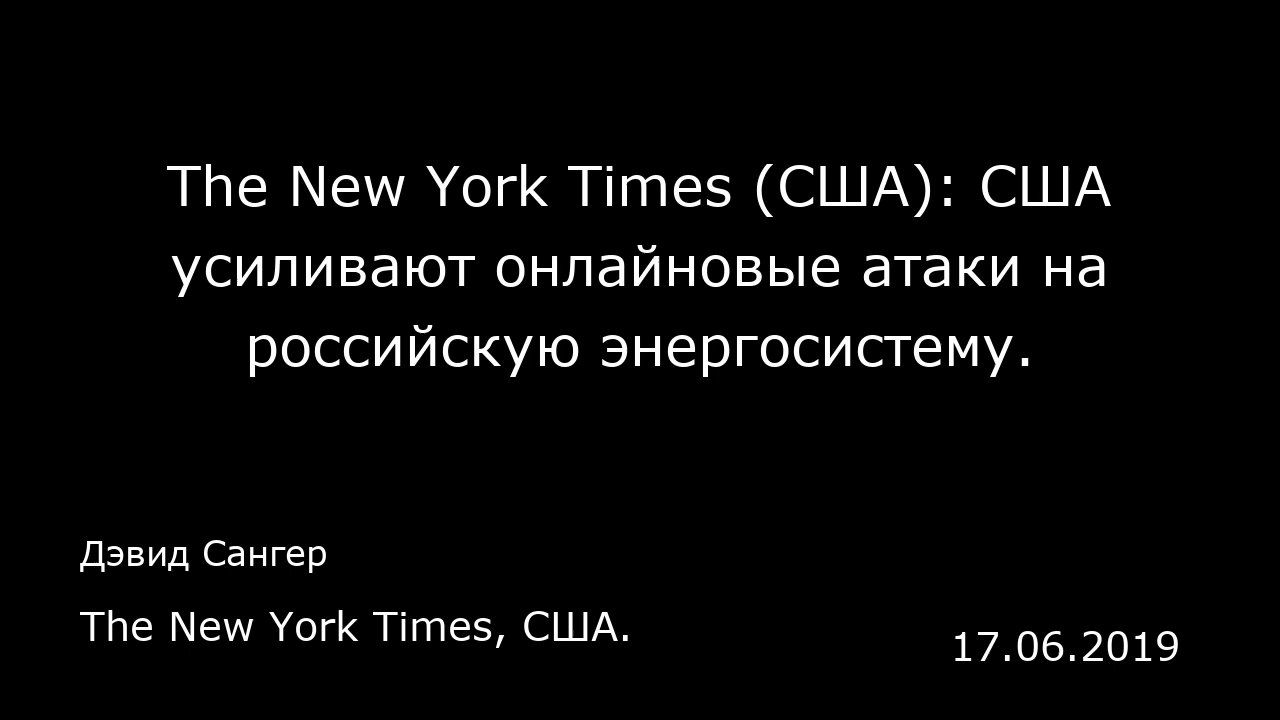 The New York Times (США): США
усиливают онлайновые атаки на
российскую энергосистему.
Дэвид Сангер
The New York Times, США.
17.06.2019